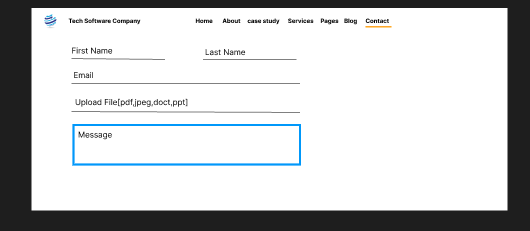 Tech Software Company Home About case study Services Pages Blog Contact
First Name Last Name
Email
Upload File[pdf,jpeg,doct,ppt]
Message